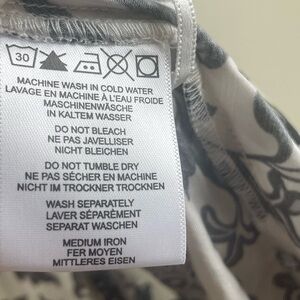 30
MACHINE WASH IN COLD WATER
LAVAGE EN MACHINE À L'EAU FROIDE
MASCHINENWÄSCHE
IN KALTEM WASSER
DO NOT BLEACH
NE PAS JAVELLISER
NICHT BLEICHEN
DO NOT TUMBLE DRY
NE PAS SÉCHER EN MACHINE
NICHT IM TROCKNER TROCKNEN
WASH SEPARATELY
LAVER SÉPARÉMENT
SEPARAT WASCHEN
MEDIUM IRON
FER MOYEN
MITTLERES EISEN